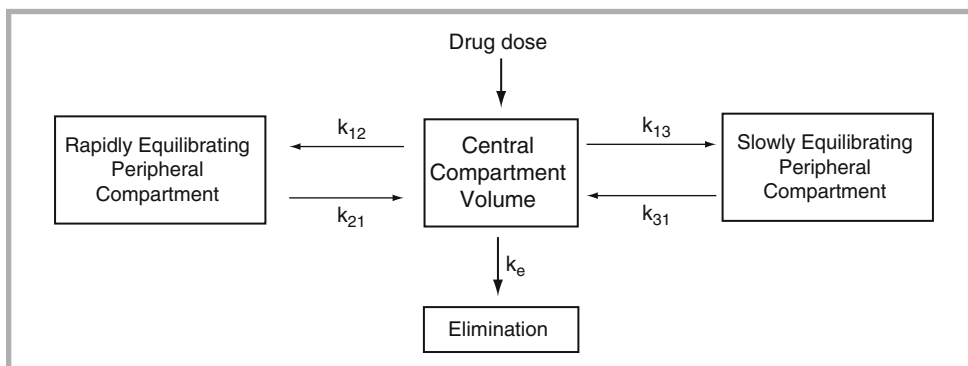 Drug dose
Rapidly Equilibrating
Peripheral
Compartment
k12
k21
Central
Compartment
Volume
k13
k31
Slowly Equilibrating
Peripheral
Compartment
ke
Elimination